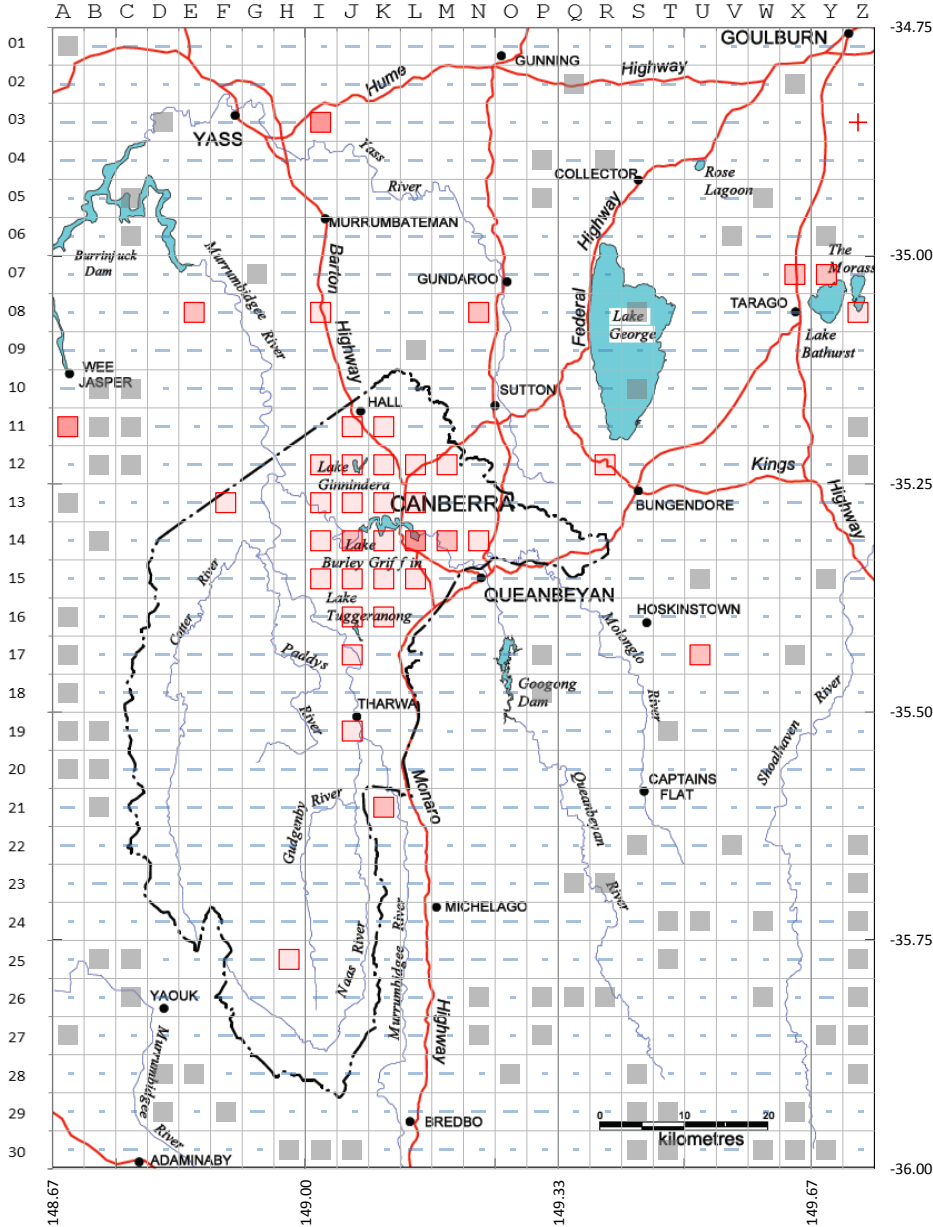 A B C D E F G H I J K L M N O P Q R S T U V W X Y Z
-34.75
01
GOULBURN
GUNNING
02
Hume
Highway
03
YASS
Yass
River
04
COLLECTOR
Rose
Lagoon
05
MURRUMBATEMAN
Highway
06
Burrinjuck
Dam
Murrumbidgee
River
Barton
Highway
The
Morass
-35.00
07
GUNDAROO
08
Federal
Lake
George
TARAGO
Lake
Bathurst
09
WEE
JASPER
10
SUTTON
HALL
11
12
Lake
Ginnindera
Kings
Highway
-35.25
13
CANBERRA
BUNGENDORE
14
Lake
Burley Griffin
15
Cotter
River
QUEANBEYAN
Lake
Tuggeranong
HOSKINSTOWN
16
Molonglo
River
17
Paddys
River
Googong
Dam
18
THARWA
Shoalhaven
River
-35.50
19
20
Monaro
CAPTAINS
FLAT
21
Gudgenby
River
Queanbeyan
River
22
23
MICHELAGO
24
-35.75
25
Naas
River
Murrumbidgee
River
26
YAOUK
27
Highway
Murrumbidgee
River
28
29
BREDBO
0 10 20
kilometres
30
ADAMINABY
-36.00
148.67
149.00
149.33
149.67